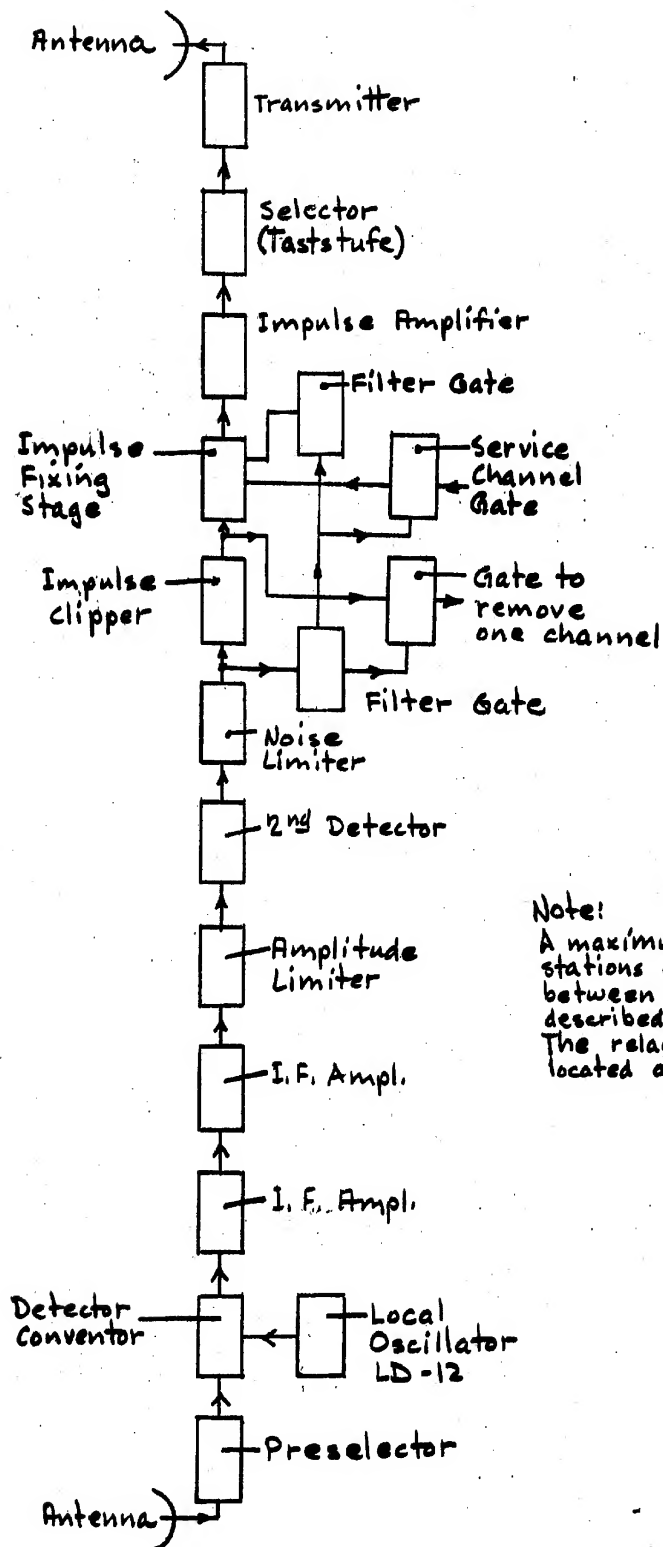 Antenna
Transmitter
Selector
(Taststufe)
Impulse Amplifier
Filter Gate
Impulse
Fixing
Stage
Service
Channel
Gate
Impulse
Clipper
Gate to
remove
one channel
Filter Gate
Noise
Limiter
2nd Detector
Amplitude
Limiter
I.F. Ampl.
I.F. Ampl.
Detector
Conventor
Local
Oscillator
LD-12
Preselector
Antenna
Note:
A maximu
stations
between
described
The rela
located a